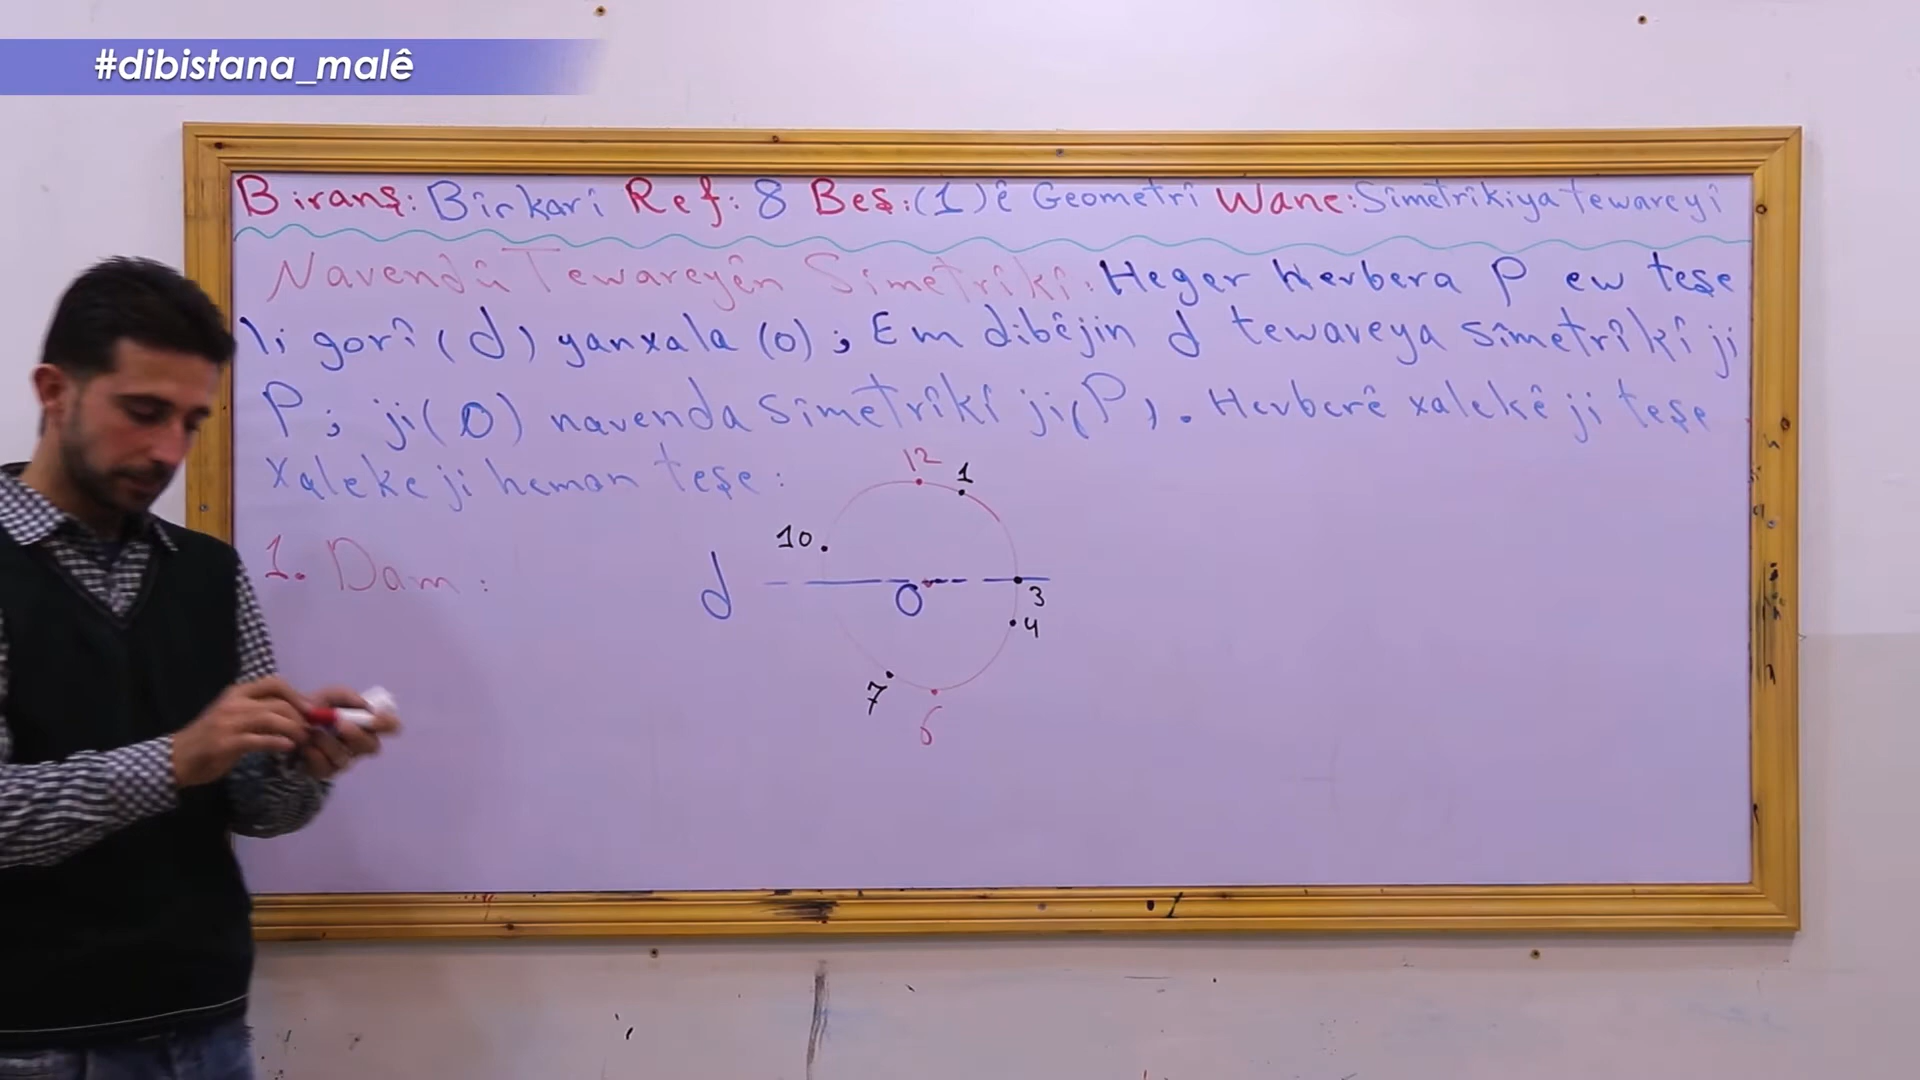 #dibistana_malê
Biranş: Bîrkarî Ref: 8 Beş: (1)ê Geometrî Wane: Sîmetrîkiya tewareyî
Navendû Tewareyên Sîmetrîkî: Heger Herbera P ew teşe
li gorî (d) yanxala (o); Em dibêjin d tewareya sîmetrîkî ji
P; ji (O) navenda sîmetrîkî ji (P). Herberê xalekê ji teşe
xaleke ji heman teşe:
12
1
10
1. Dam:
d
O
3
4
7
6